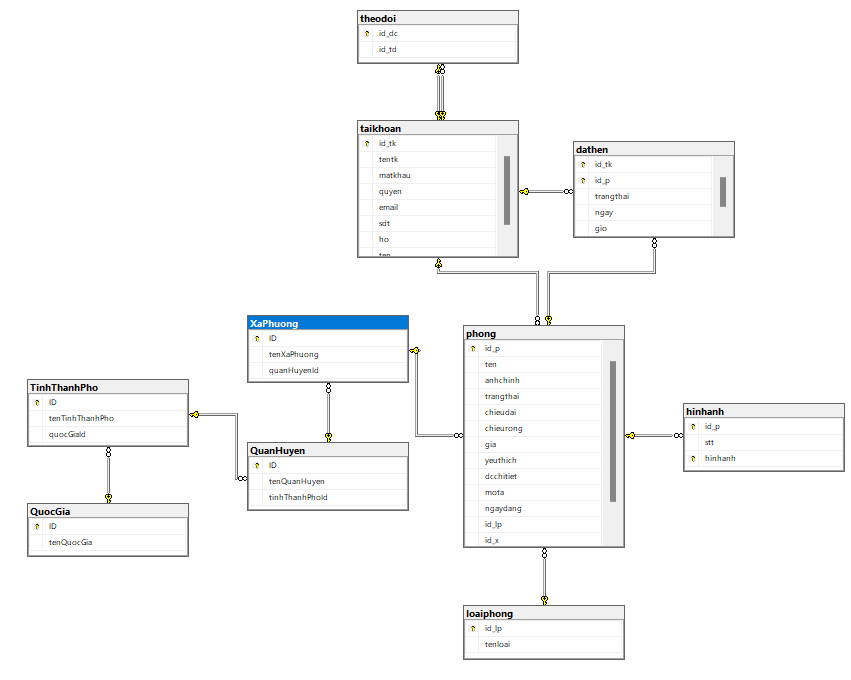 theodoi
id_dc
id_td
taikhoan
id_tk
tentk
matkhau
quyen
email
sdt
ho
ten
dathen
id_tk
id_p
trangthai
ngay
gio
XaPhuong
ID
tenXaPhuong
quanHuyenId
phong
id_p
ten
anhchinh
trangthai
chieudai
chieurong
gia
yeuthich
dcchitiet
mota
ngaydang
id_lp
id_x
TinhThanhPho
ID
tenTinhThanhPho
quocGiaId
hinhanh
id_p
stt
hinhanh
QuanHuyen
ID
tenQuanHuyen
tinhThanhPhoId
QuocGia
ID
tenQuocGia
loaiphong
id_lp
tenloai